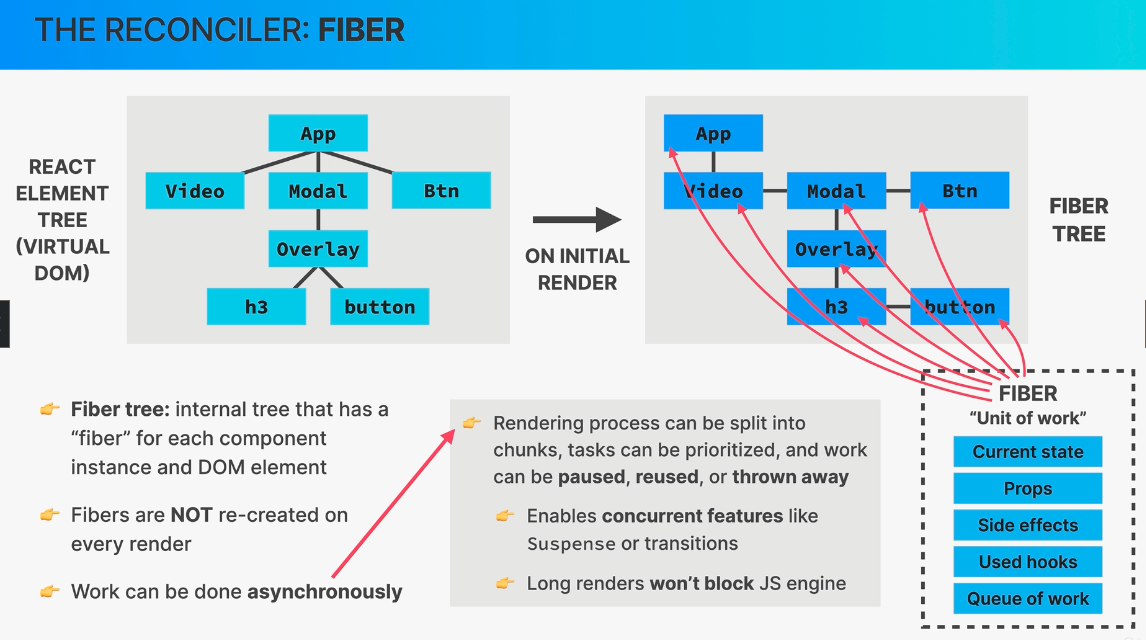 THE RECONCILER: FIBER
REACT
ELEMENT
TREE
(VIRTUAL
DOM)
App
Video
Modal
Btn
Overlay
h3
button
ON INITIAL
RENDER
App
Video
Modal
Btn
Overlay
h3
button
FIBER
TREE
👉 Fiber tree: internal tree that has a
“fiber” for each component
instance and DOM element
👉 Fibers are NOT re-created on
every render
👉 Work can be done asynchronously
👉 Rendering process can be split into
chunks, tasks can be prioritized, and work
can be paused, reused, or thrown away
👉 Enables concurrent features like
Suspense or transitions
👉 Long renders won’t block JS engine
FIBER
“Unit of work”
Current state
Props
Side effects
Used hooks
Queue of work